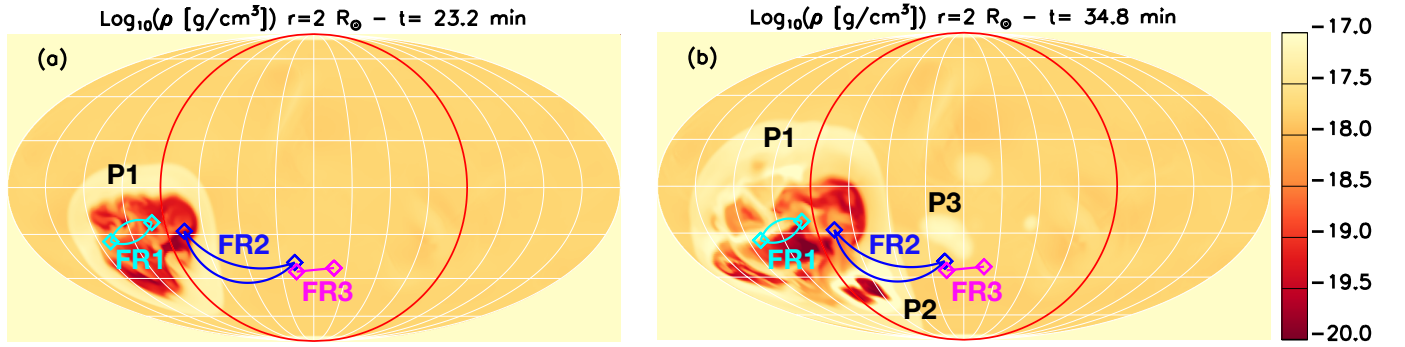 Log₁₀(ρ [g/cm³]) r=2 R⊙ − t= 23.2 min
(a)
P1
FR1
FR2
FR3
Log₁₀(ρ [g/cm³]) r=2 R⊙ − t= 34.8 min
(b)
P1
P3
FR1
FR2
FR3
P2
−17.0
−17.5
−18.0
−18.5
−19.0
−19.5
−20.0